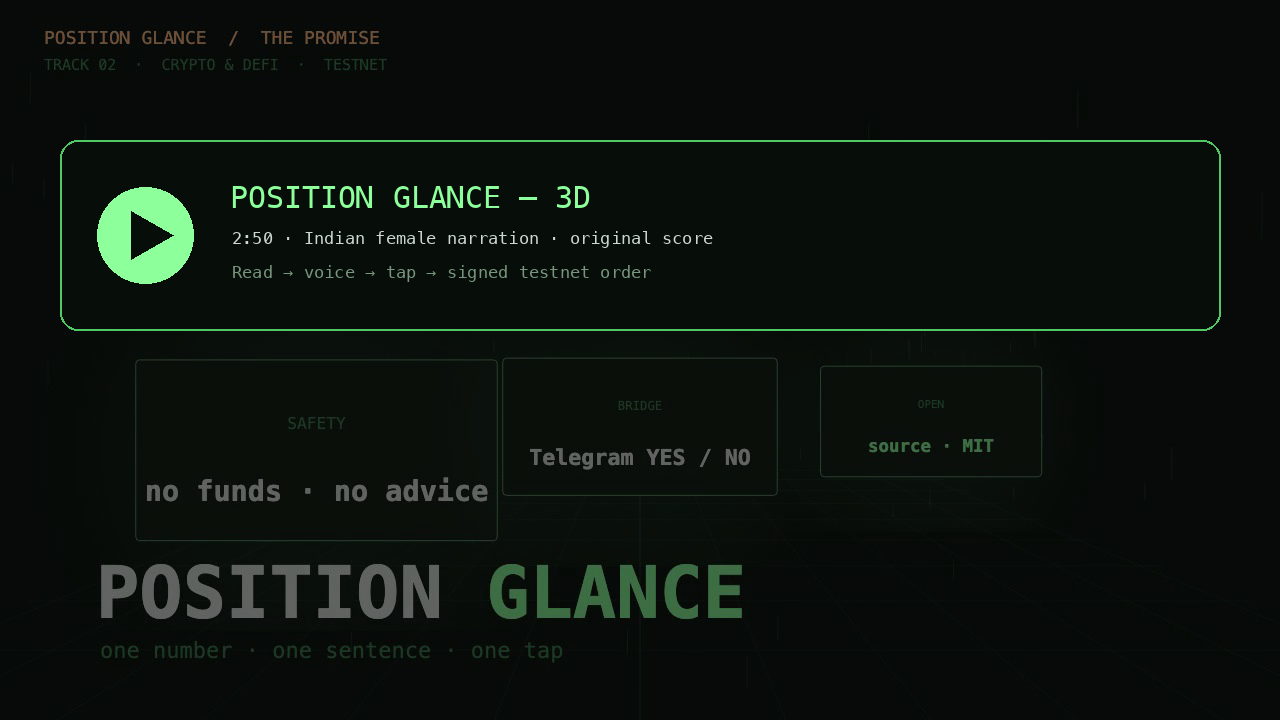 POSITION GLANCE / THE PROMISE
TRACK 02 · CRYPTO & DEFI · TESTNET
POSITION GLANCE — 3D
2:50 · Indian female narration · original score
Read → voice → tap → signed testnet order
SAFETY
no funds · no advice
BRIDGE
Telegram YES / NO
OPEN
source · MIT
POSITION GLANCE
one number · one sentence · one tap